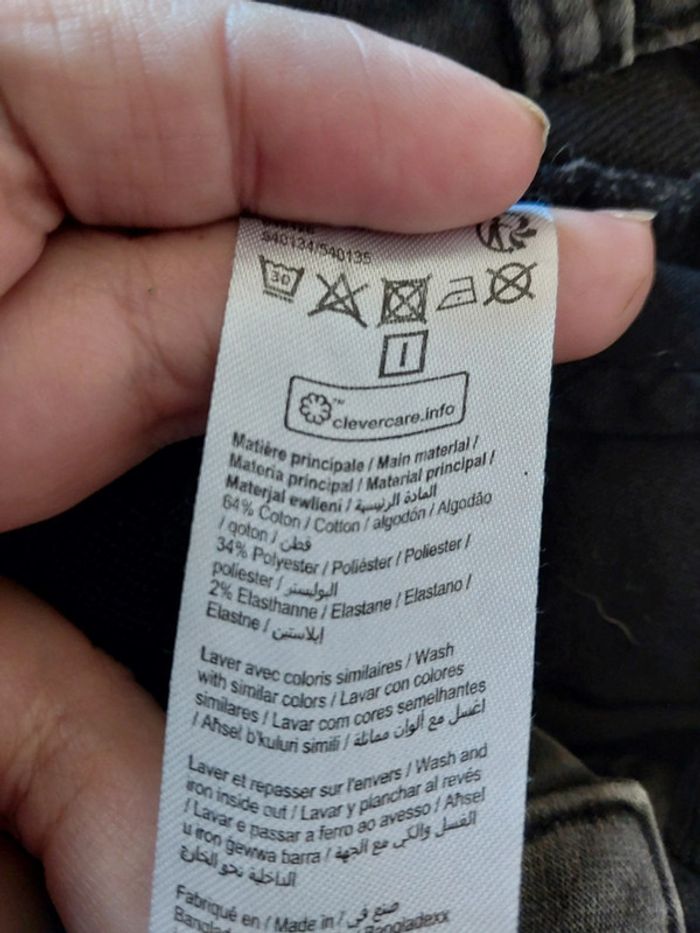 540134/540135
30
clevercare.info
TM
Matière principale / Main material /
Materia principal / Material principal /
Materjal ewlieni / المادة الرئيسية
64% Coton / Cotton / algodón / Algodão
/ qoton / قطن
34% Polyester / Poliéster / Poliester /
poliester / البوليستر
2% Elasthanne / Elastane / Elastano /
Elastne / إيلاستين
Laver avec coloris similaires / Wash
with similar colors / Lavar con colores
similares / Lavar com cores semelhantes
/ Aħsel b'kuluri simili / اغسل مع ألوان مماثلة
Laver et repasser sur l'envers / Wash and
iron inside out / Lavar y planchar al revés
/ Lavar e passar a ferro ao avesso / Aħsel
u iron ġewwa barra / الغسل والكي مع الجهة
الداخلية نحو الخارج
Fabriqué en / Made in / صنع في